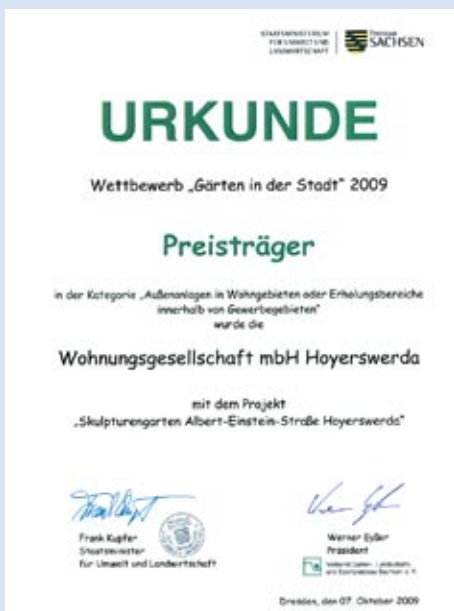 STAATSMINISTERIUM
FÜR UMWELT UND
LANDWIRTSCHAFT
Freistaat
SACHSEN
URKUNDE
Wettbewerb „Gärten in der Stadt“ 2009
Preisträger
in der Kategorie „Außenanlagen in Wohngebieten oder Erholungsbereiche
innerhalb von Gewerbegebieten“
wurde die
Wohnungsgesellschaft mbH Hoyerswerda
mit dem Projekt
„Skulpturengarten Albert-Einstein-Straße Hoyerswerda“
Frank Kupfer
Staatsminister
für Umwelt und Landwirtschaft
Werner Eyßer
Präsident
Dresden, den 07. Oktober 2009